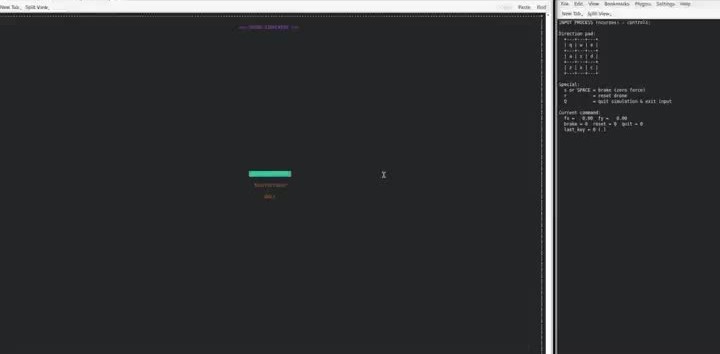 New Tab Split View
Paste Find
=== DRONE SIMULATOR ===
File Edit View Bookmarks Plugins Settings Help
New Tab Split View
INPUT PROCESS (ncurses) - controls:
Direction pad:
+---+---+---+
| q | w | e |
+---+---+---+
| a | s | d |
+---+---+---+
| z | x | c |
+---+---+---+
Special:
s or SPACE = brake (zero force)
r = reset drone
Q = quit simulation & exit input
Current command:
fx = 0.00 fy = 0.00
brake = 0 reset = 0 quit = 0
last_key = 0 (.)